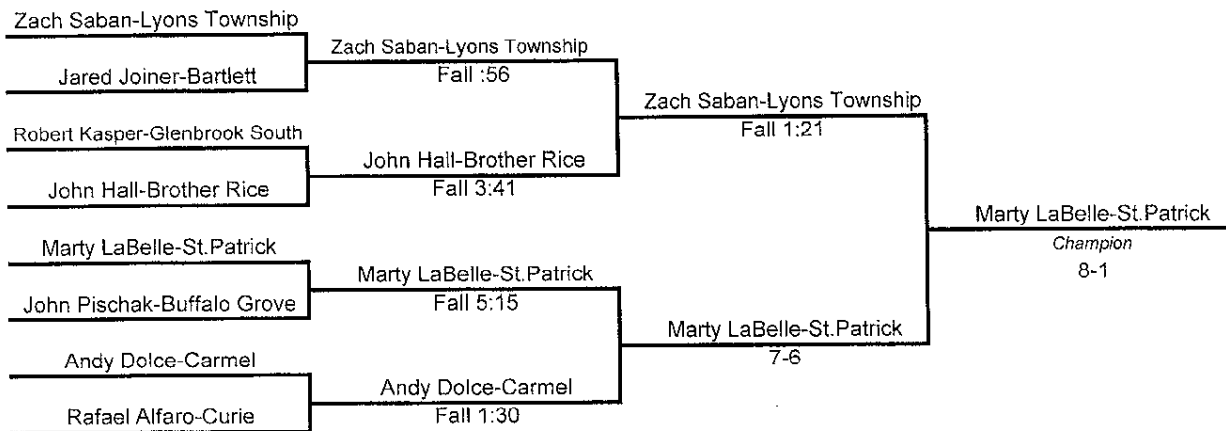 Zach Saban-Lyons Township
Jared Joiner-Bartlett
Robert Kasper-Glenbrook South
John Hall-Brother Rice
Marty LaBelle-St.Patrick
John Pischak-Buffalo Grove
Andy Dolce-Carmel
Rafael Alfaro-Curie
Zach Saban-Lyons Township
Fall :56
John Hall-Brother Rice
Fall 3:41
Marty LaBelle-St.Patrick
Fall 5:15
Andy Dolce-Carmel
Fall 1:30
Zach Saban-Lyons Township
Fall 1:21
Marty LaBelle-St.Patrick
7-6
Marty LaBelle-St.Patrick
Champion
8-1